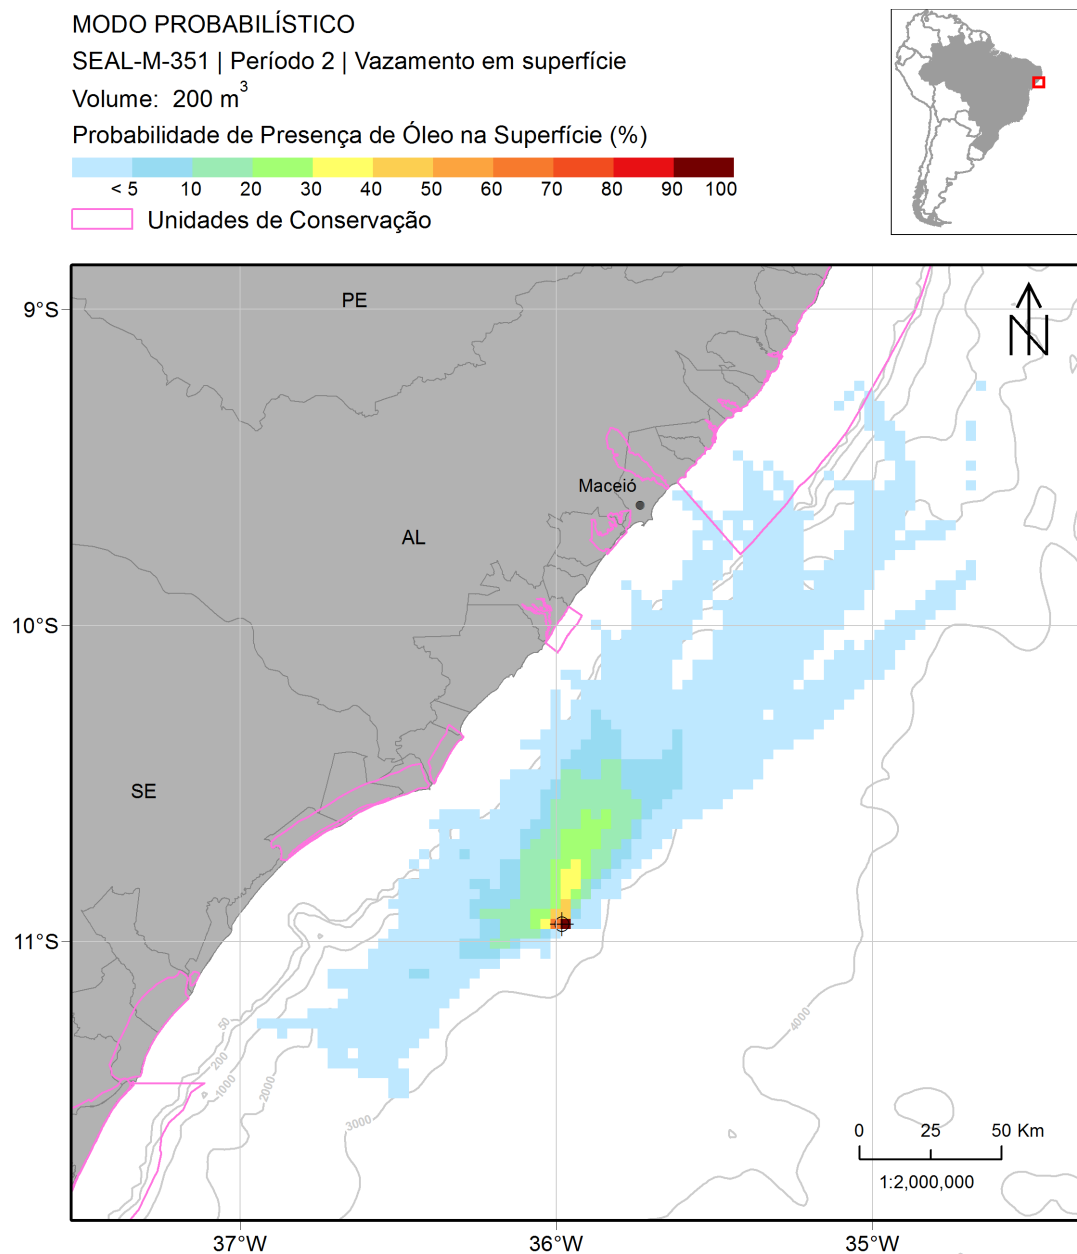 MODO PROBABILÍSTICO
SEAL-M-351 | Período 2 | Vazamento em superfície
Volume: 200 m³
Probabilidade de Presença de Óleo na Superfície (%)
< 5 10 20 30 40 50 60 70 80 90 100
Unidades de Conservação
PE
9°S
N
Maceió
AL
10°S
SE
11°S
50
200
1000
2000
3000
4000
0 25 50 Km
1:2,000,000
37°W 36°W 35°W